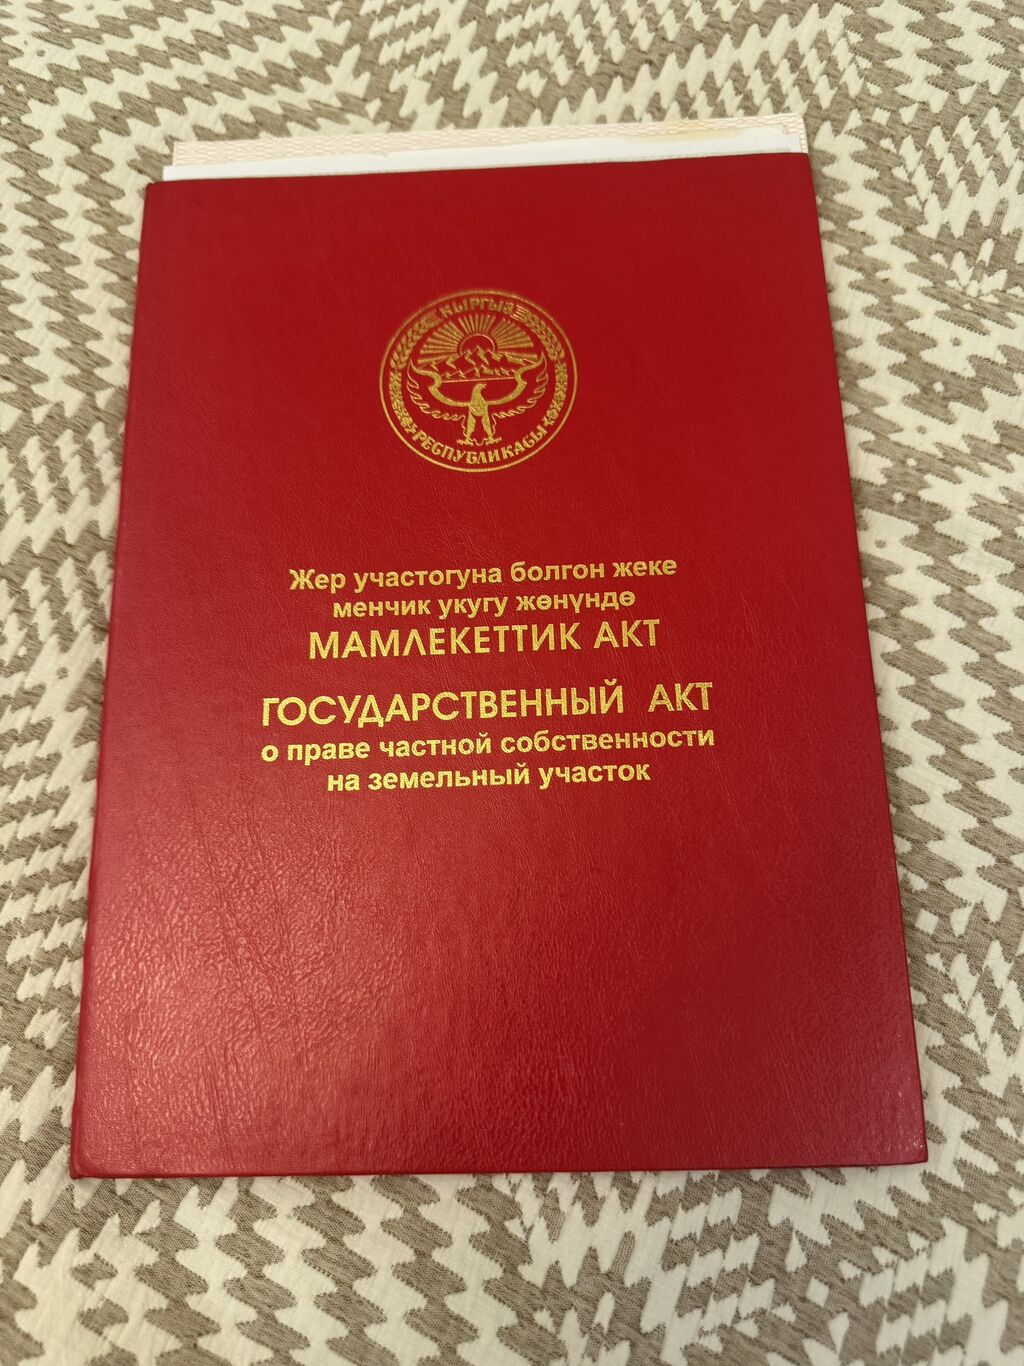 КЫРГЫЗ
РЕСПУБЛИКАСЫ
Жер участогуна болгон жеке
менчик укугу жөнүндө
МАМЛЕКЕТТИК АКТ
ГОСУДАРСТВЕННЫЙ АКТ
о праве частной собственности
на земельный участок